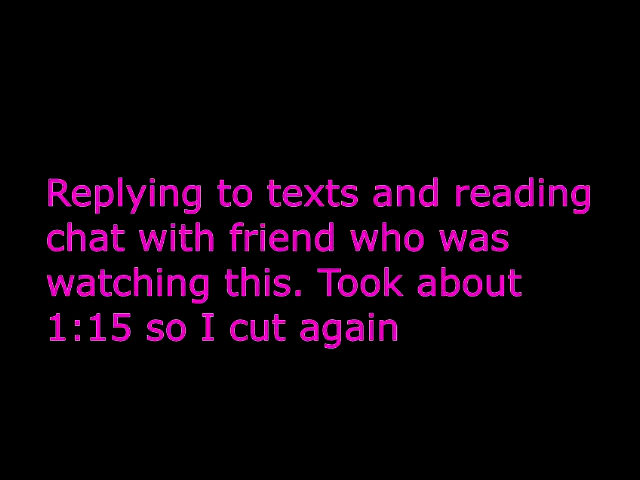 Replying to texts and reading
chat with friend who was
watching this. Took about
1:15 so I cut again